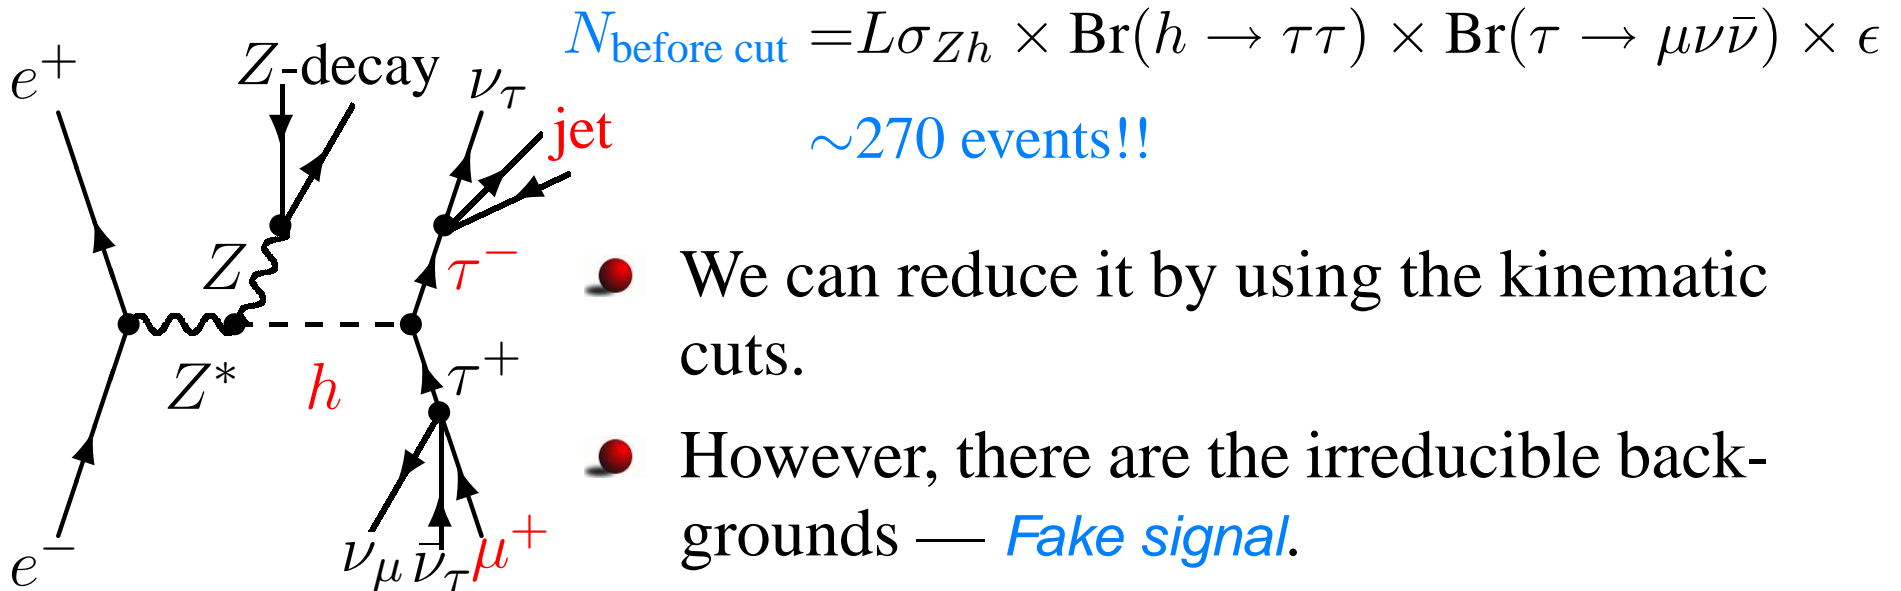 N_before cut = Lσ_Zh × Br(h → ττ) × Br(τ → μνν̄) × ϵ
~270 events!!
e⁺
Z-decay
ν_τ
jet
Z
τ⁻
Z*
h
τ⁺
e⁻
ν_μ ν̄_τ μ⁺
We can reduce it by using the kinematic
cuts.
However, there are the irreducible back-
grounds — Fake signal.